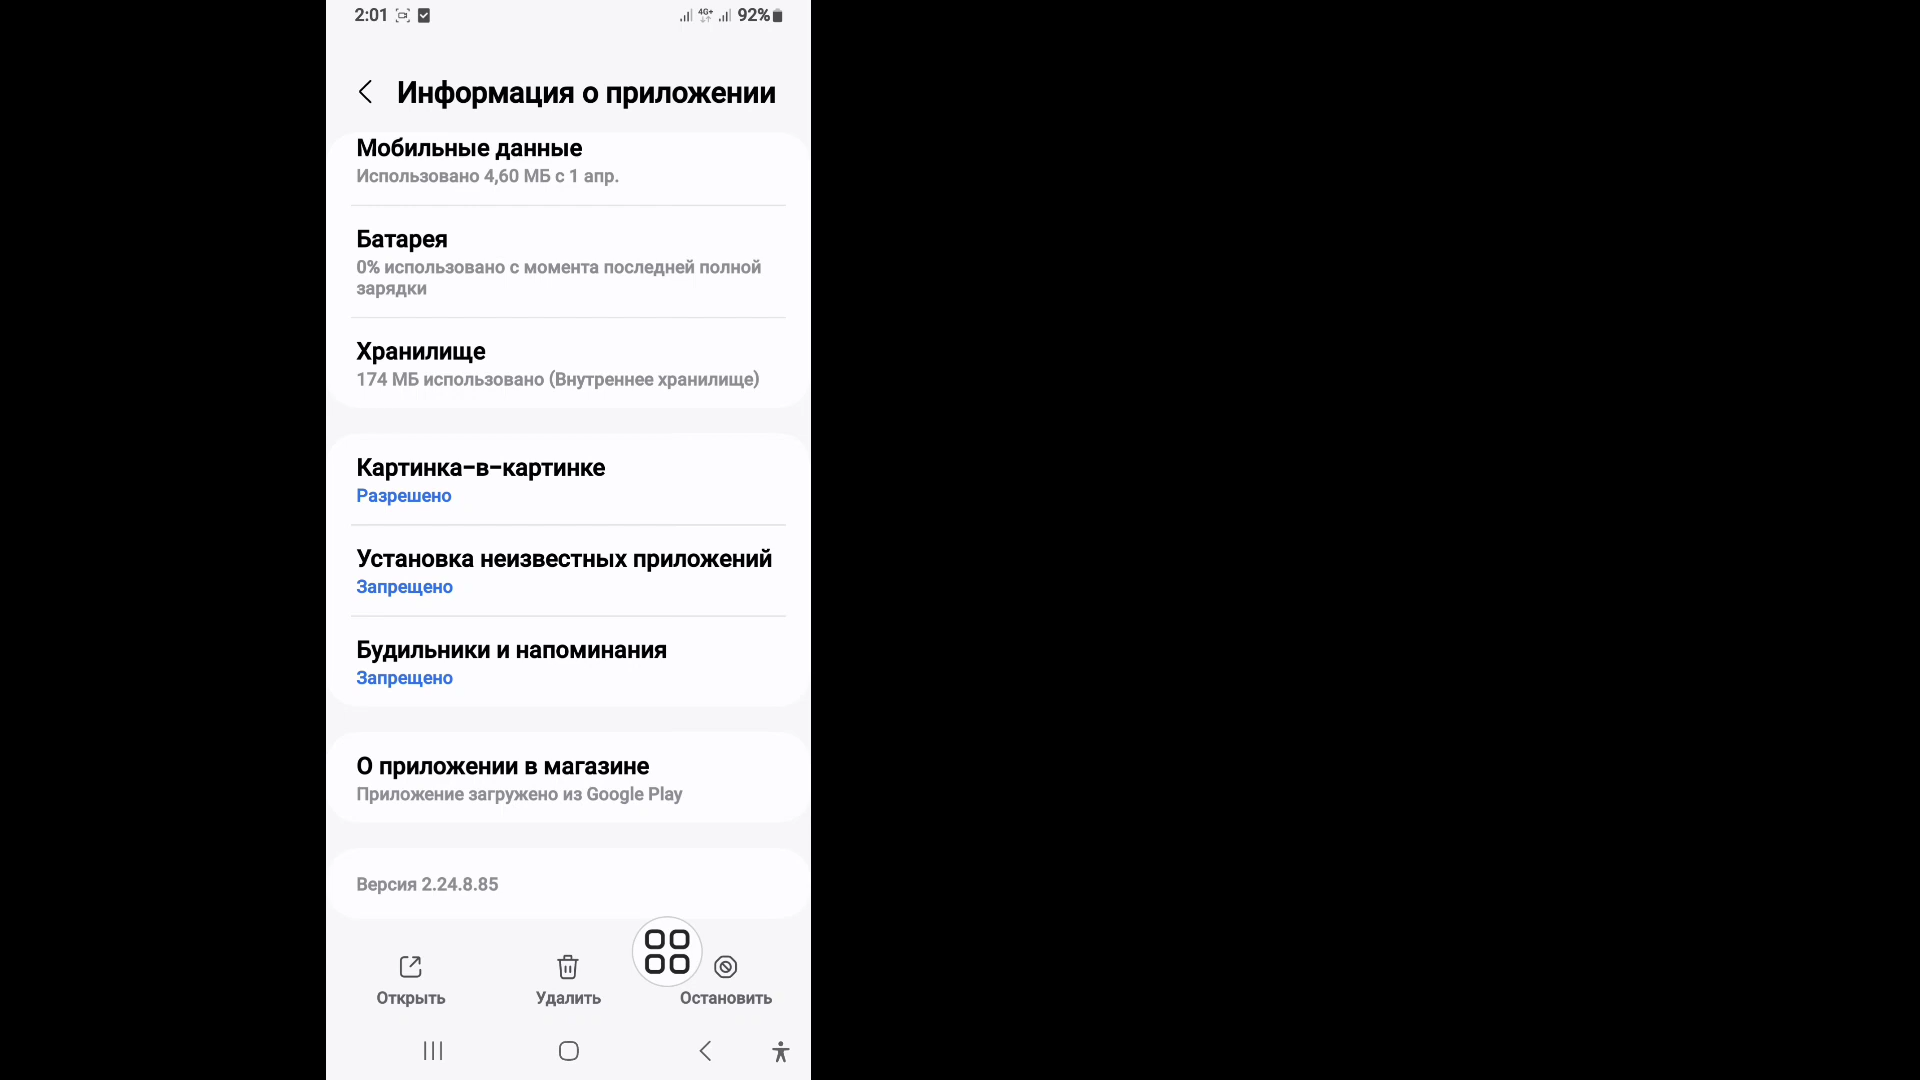 2:01
4G+
92%
Информация о приложении
Мобильные данные
Использовано 4,60 МБ с 1 апр.
Батарея
0% использовано с момента последней полной
зарядки
Хранилище
174 МБ использовано (Внутреннее хранилище)
Картинка-в-картинке
Разрешено
Установка неизвестных приложений
Запрещено
Будильники и напоминания
Запрещено
О приложении в магазине
Приложение загружено из Google Play
Версия 2.24.8.85
Открыть
Удалить
Остановить